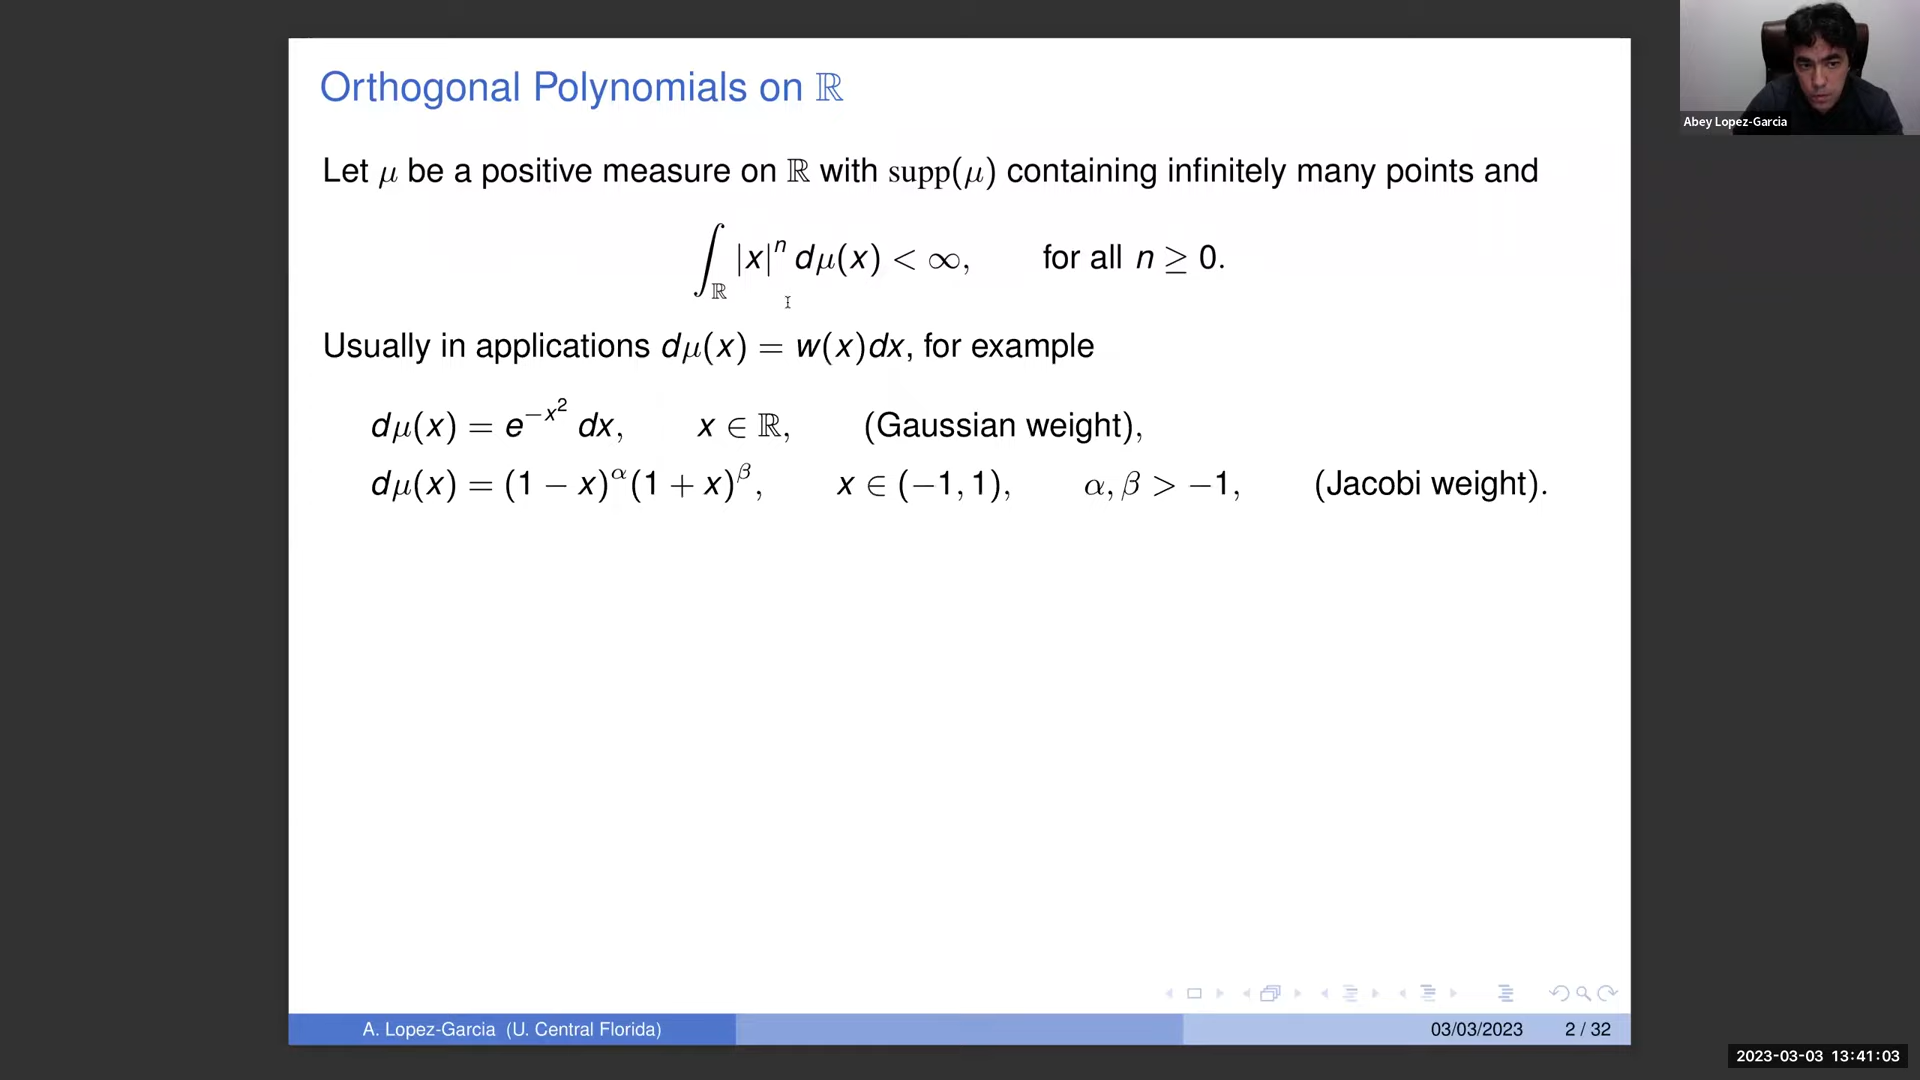 Orthogonal Polynomials on ℝ
Abey Lopez-Garcia
Let μ be a positive measure on ℝ with supp(μ) containing infinitely many points and
∫_ℝ |x|^n dμ(x) < ∞, for all n ≥ 0.
Usually in applications dμ(x) = w(x)dx, for example
dμ(x) = e^{−x^2} dx, x ∈ ℝ, (Gaussian weight),
dμ(x) = (1 − x)^α(1 + x)^β, x ∈ (−1, 1), α, β > −1, (Jacobi weight).
A. Lopez-Garcia (U. Central Florida) 03/03/2023 2 / 32
2023-03-03 13:41:03